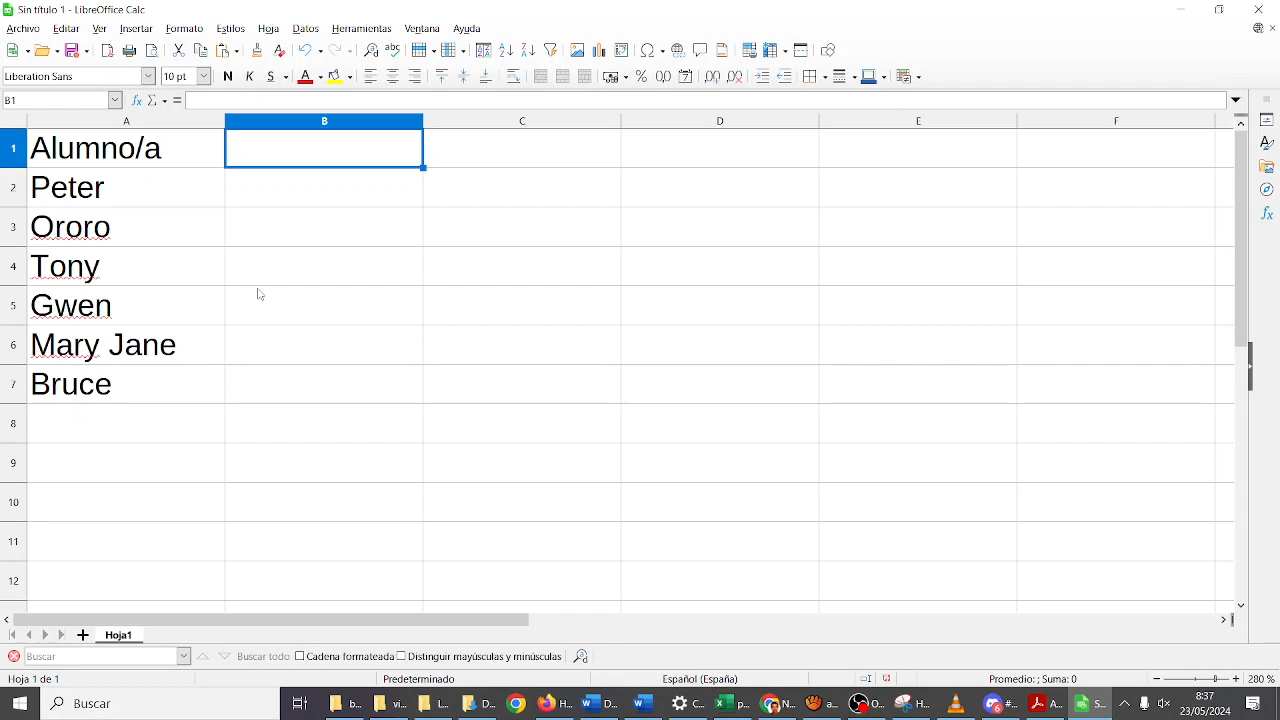 Sin título 1 - LibreOffice Calc
Archivo Editar Ver Insertar Formato Estilos Hoja Datos Herramientas Ventana Ayuda
Liberation Sans 10 pt N K S
B1
A B C D E F
1 Alumno/a
2 Peter
3 Ororo
4 Tony
5 Gwen
6 Mary Jane
7 Bruce
8
9
10
11
12
Hoja1
Buscar Buscar todo Cadena formateada Distinguir mayúsculas y minúsculas
Hoja 1 de 1 Predeterminado Español (España) Promedio: ; Suma: 0 280 %
Buscar b... vi... L... D... H... D... C... p... N... a... O... H... #... A... S... 8:37
23/05/2024